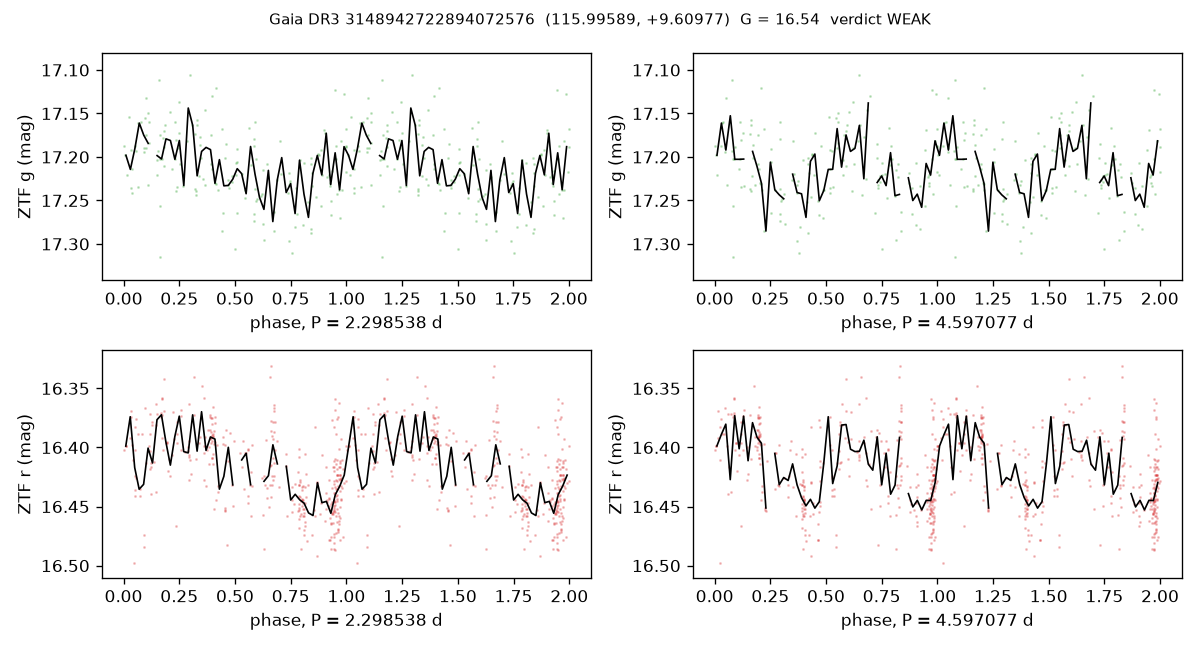 Gaia DR3 3148942722894072576  (115.99589, +9.60977)  G = 16.54  verdict WEAK
ZTF g (mag)
17.10
17.15
17.20
17.25
17.30
0.00 0.25 0.50 0.75 1.00 1.25 1.50 1.75 2.00
phase, P = 2.298538 d
ZTF g (mag)
17.10
17.15
17.20
17.25
17.30
0.00 0.25 0.50 0.75 1.00 1.25 1.50 1.75 2.00
phase, P = 4.597077 d
ZTF r (mag)
16.35
16.40
16.45
16.50
0.00 0.25 0.50 0.75 1.00 1.25 1.50 1.75 2.00
phase, P = 2.298538 d
ZTF r (mag)
16.35
16.40
16.45
16.50
0.00 0.25 0.50 0.75 1.00 1.25 1.50 1.75 2.00
phase, P = 4.597077 d